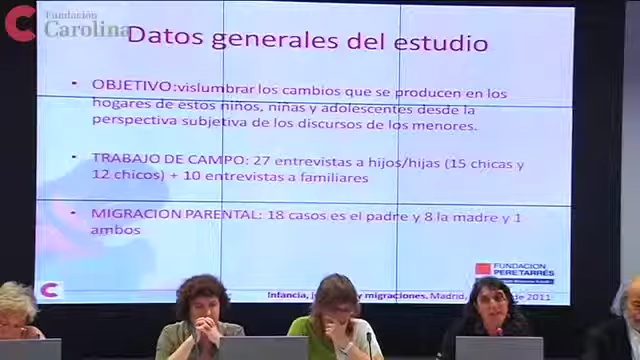 Fundación
Carolina
Datos generales del estudio
• OBJETIVO:vislumbrar los cambios que se producen en los
hogares de estos niños, niñas y adolescentes desde la
perspectiva subjetiva de los discursos de los menores.
• TRABAJO DE CAMPO: 27 entrevistas a hijos/hijas (15 chicas y
12 chicos) + 10 entrevistas a familiares
• MIGRACION PARENTAL: 18 casos es el padre y 8 la madre y 1
ambos
FUNDACION
PERE TARRÉS
Infancia, y migraciones. Madrid, de 2011